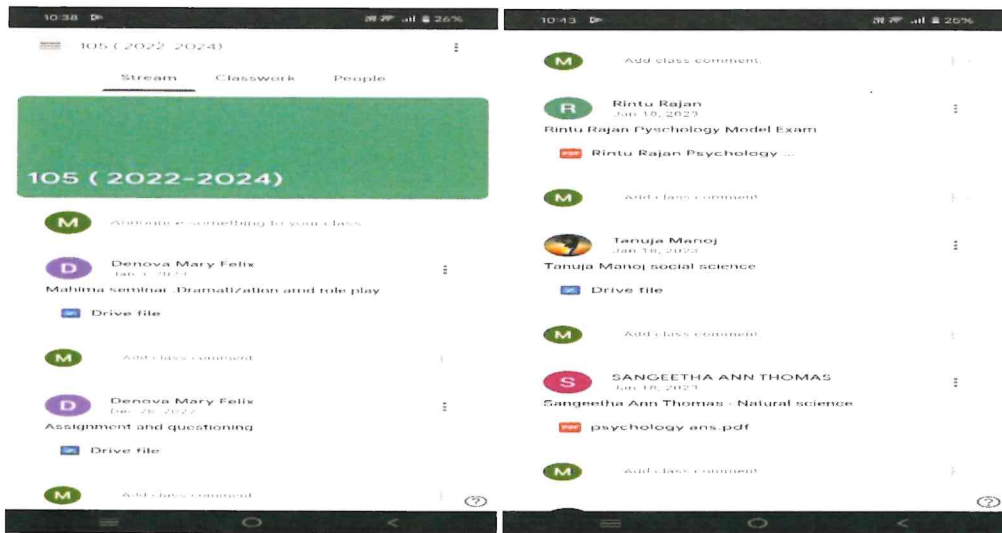 10:38
26%
105 ( 2022-2024)
Stream Classwork People
105 ( 2022-2024)
M
Announce something to your class
D
Denova Mary Felix
Mahima seminar .Dramatization amd role play
Drive file
M
Add class comment
D
Denova Mary Felix
Dec 26, 2022
Assignment and questioning
Drive file
M
Add class comment
10:43
25%
M
Add class comment
R
Rintu Rajan
Jan 18, 2023
Rintu Rajan Pyschology Model Exam
PDF
Rintu Rajan Psychology ...
M
Add class comment
Tanuja Manoj
Jan 18, 2023
Tanuja Manoj social science
Drive file
M
Add class comment
S
SANGEETHA ANN THOMAS
Jan 18, 2023
Sangeetha Ann Thomas - Natural science
PDF
psychology ans.pdf
M
Add class comment